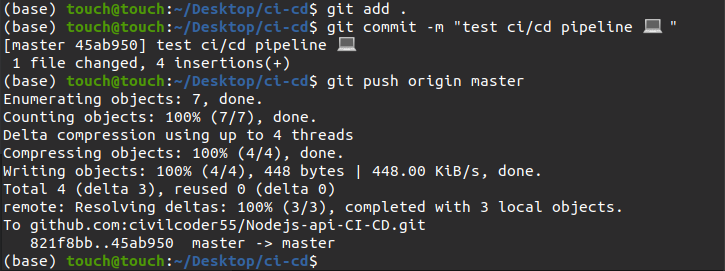 (base) touch@touch:~/Desktop/ci-cd$ git add .
(base) touch@touch:~/Desktop/ci-cd$ git commit -m "test ci/cd pipeline 💻 "
[master 45ab950] test ci/cd pipeline 💻
 1 file changed, 4 insertions(+)
(base) touch@touch:~/Desktop/ci-cd$ git push origin master
Enumerating objects: 7, done.
Counting objects: 100% (7/7), done.
Delta compression using up to 4 threads
Compressing objects: 100% (4/4), done.
Writing objects: 100% (4/4), 448 bytes | 448.00 KiB/s, done.
Total 4 (delta 3), reused 0 (delta 0)
remote: Resolving deltas: 100% (3/3), completed with 3 local objects.
To github.com:civilcoder55/Nodejs-api-CI-CD.git
   821f8bb..45ab950  master -> master
(base) touch@touch:~/Desktop/ci-cd$